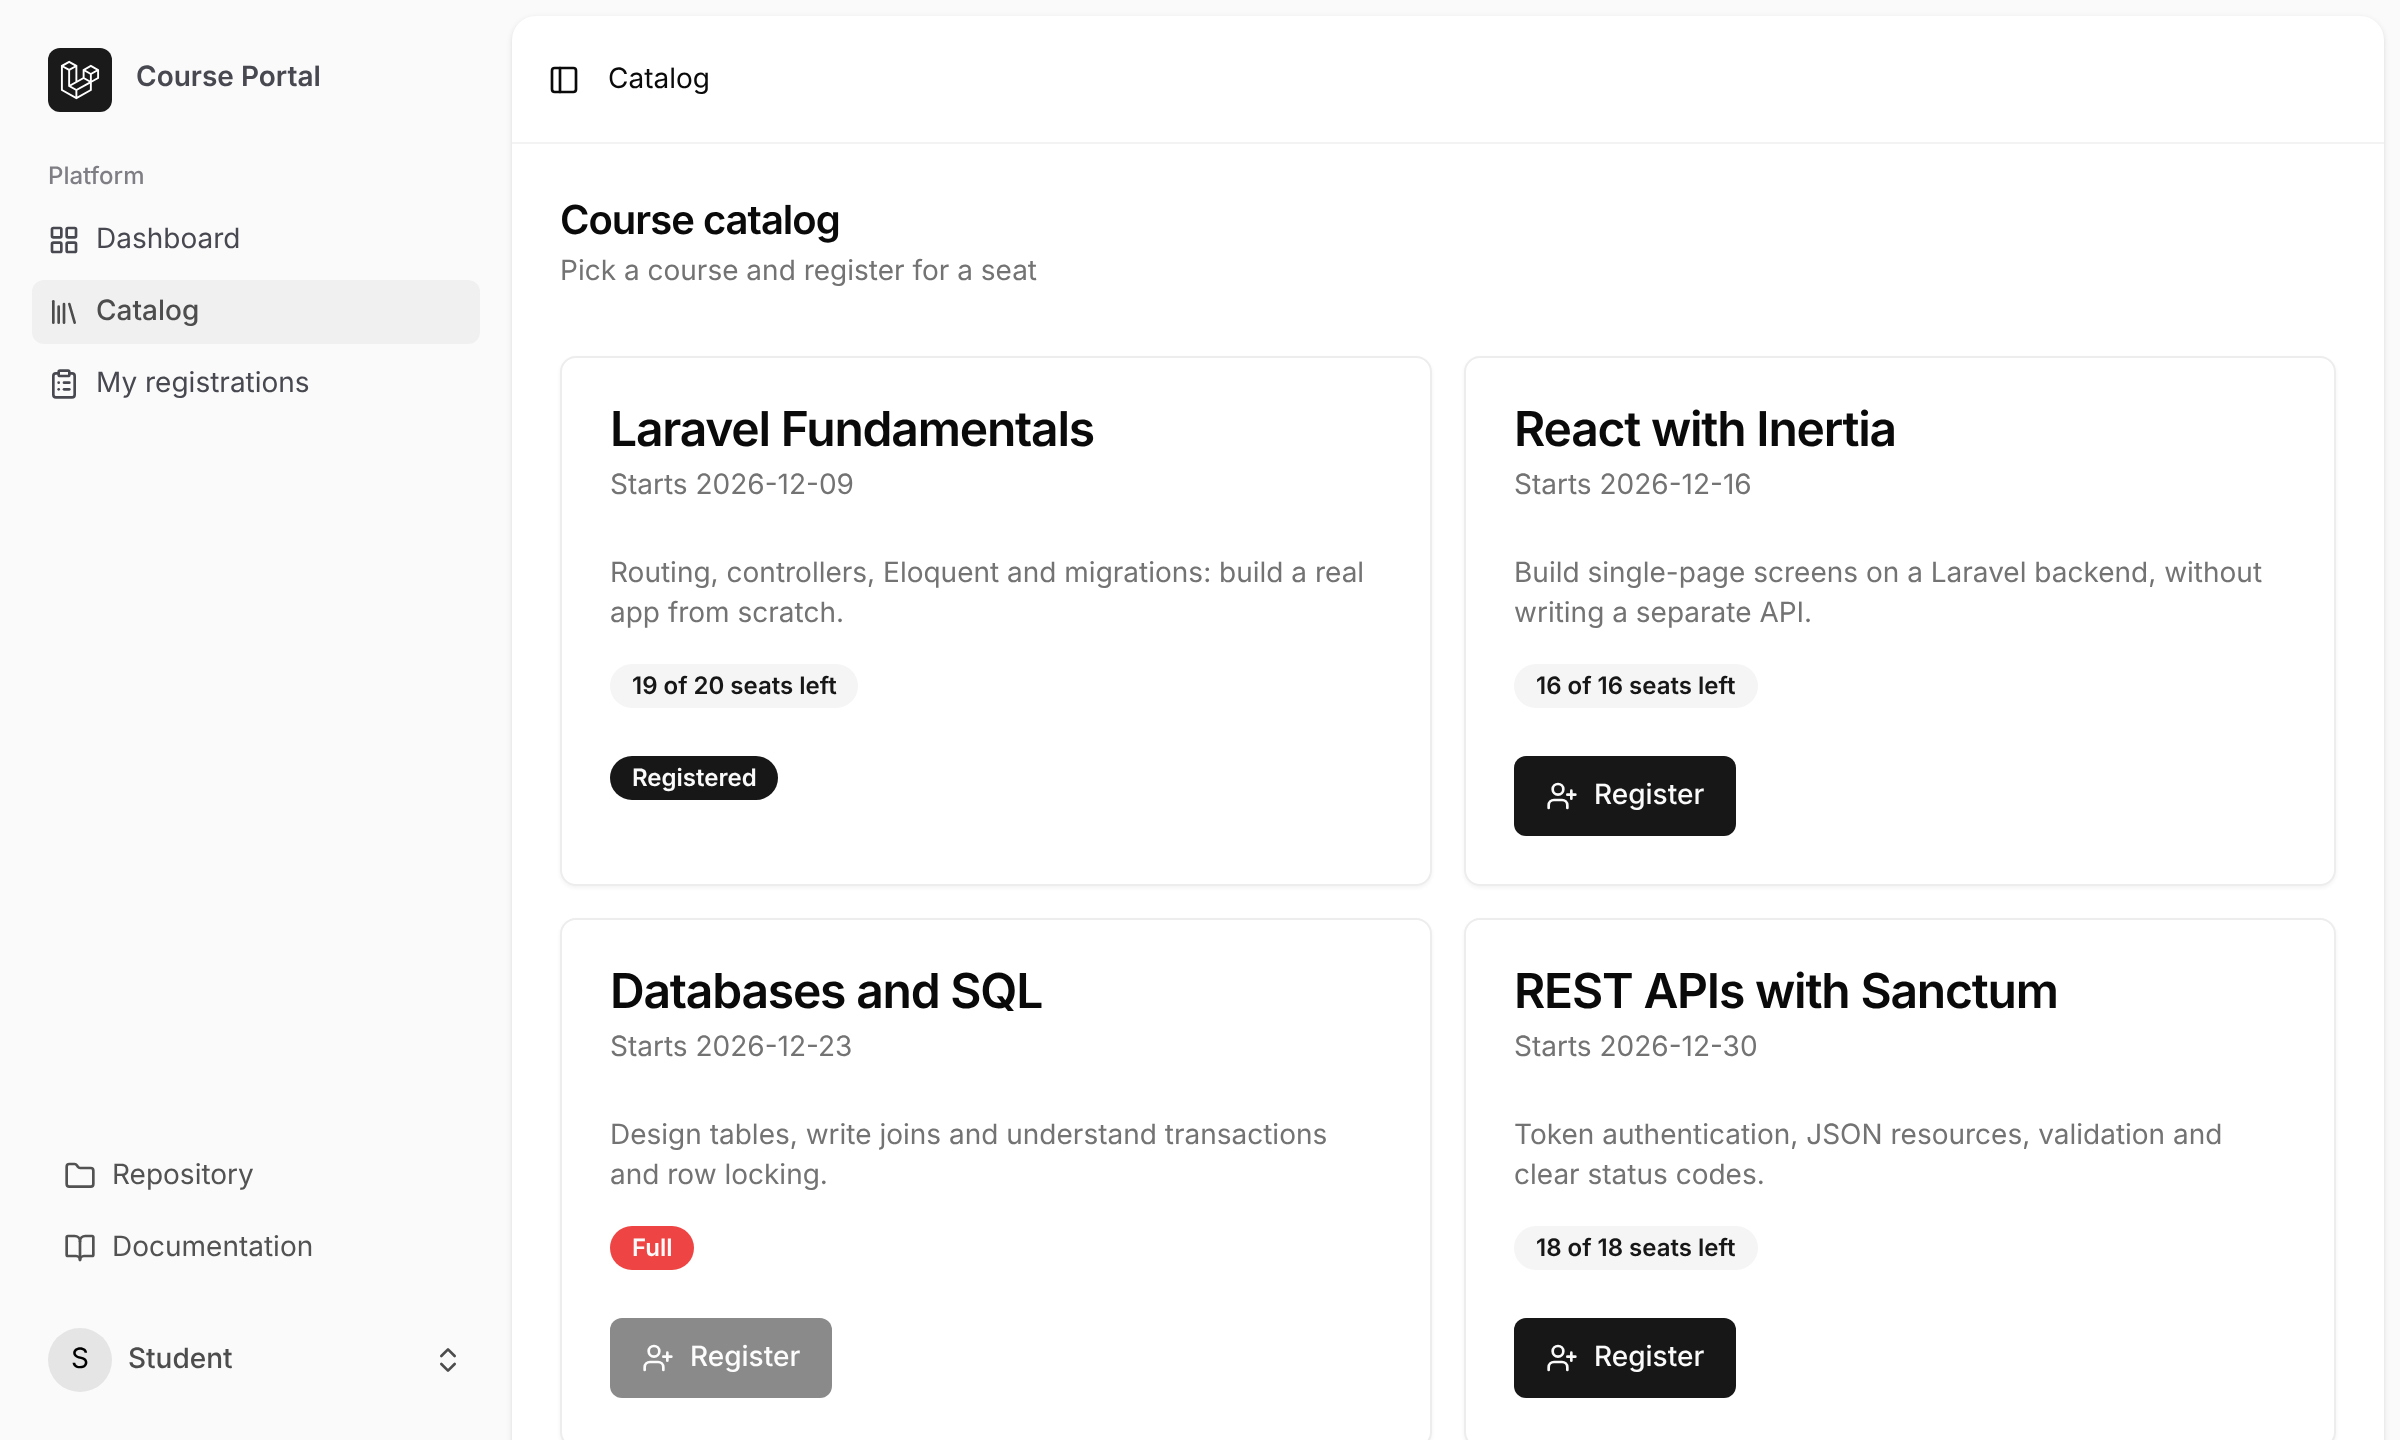 Course Portal
Platform
Dashboard
Catalog
My registrations
Repository
Documentation
S
Student
Catalog
Course catalog
Pick a course and register for a seat
Laravel Fundamentals
Starts 2026-12-09
Routing, controllers, Eloquent and migrations: build a real
app from scratch.
19 of 20 seats left
Registered
React with Inertia
Starts 2026-12-16
Build single-page screens on a Laravel backend, without
writing a separate API.
16 of 16 seats left
Register
Databases and SQL
Starts 2026-12-23
Design tables, write joins and understand transactions
and row locking.
Full
Register
REST APIs with Sanctum
Starts 2026-12-30
Token authentication, JSON resources, validation and
clear status codes.
18 of 18 seats left
Register